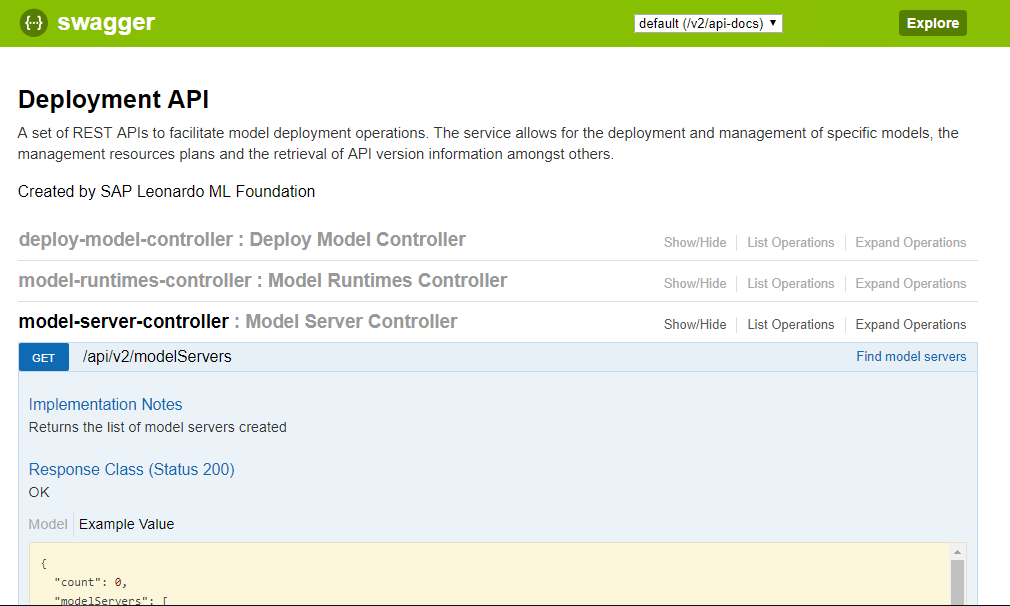 {···} swagger default (/v2/api-docs) Explore
Deployment API
A set of REST APIs to facilitate model deployment operations. The service allows for the deployment and management of specific models, the
management resources plans and the retrieval of API version information amongst others.
Created by SAP Leonardo ML Foundation
deploy-model-controller : Deploy Model Controller Show/Hide List Operations Expand Operations
model-runtimes-controller : Model Runtimes Controller Show/Hide List Operations Expand Operations
model-server-controller : Model Server Controller Show/Hide List Operations Expand Operations
GET /api/v2/modelServers Find model servers
Implementation Notes
Returns the list of model servers created
Response Class (Status 200)
OK
Model Example Value
{
"count": 0,
"modelServers": [